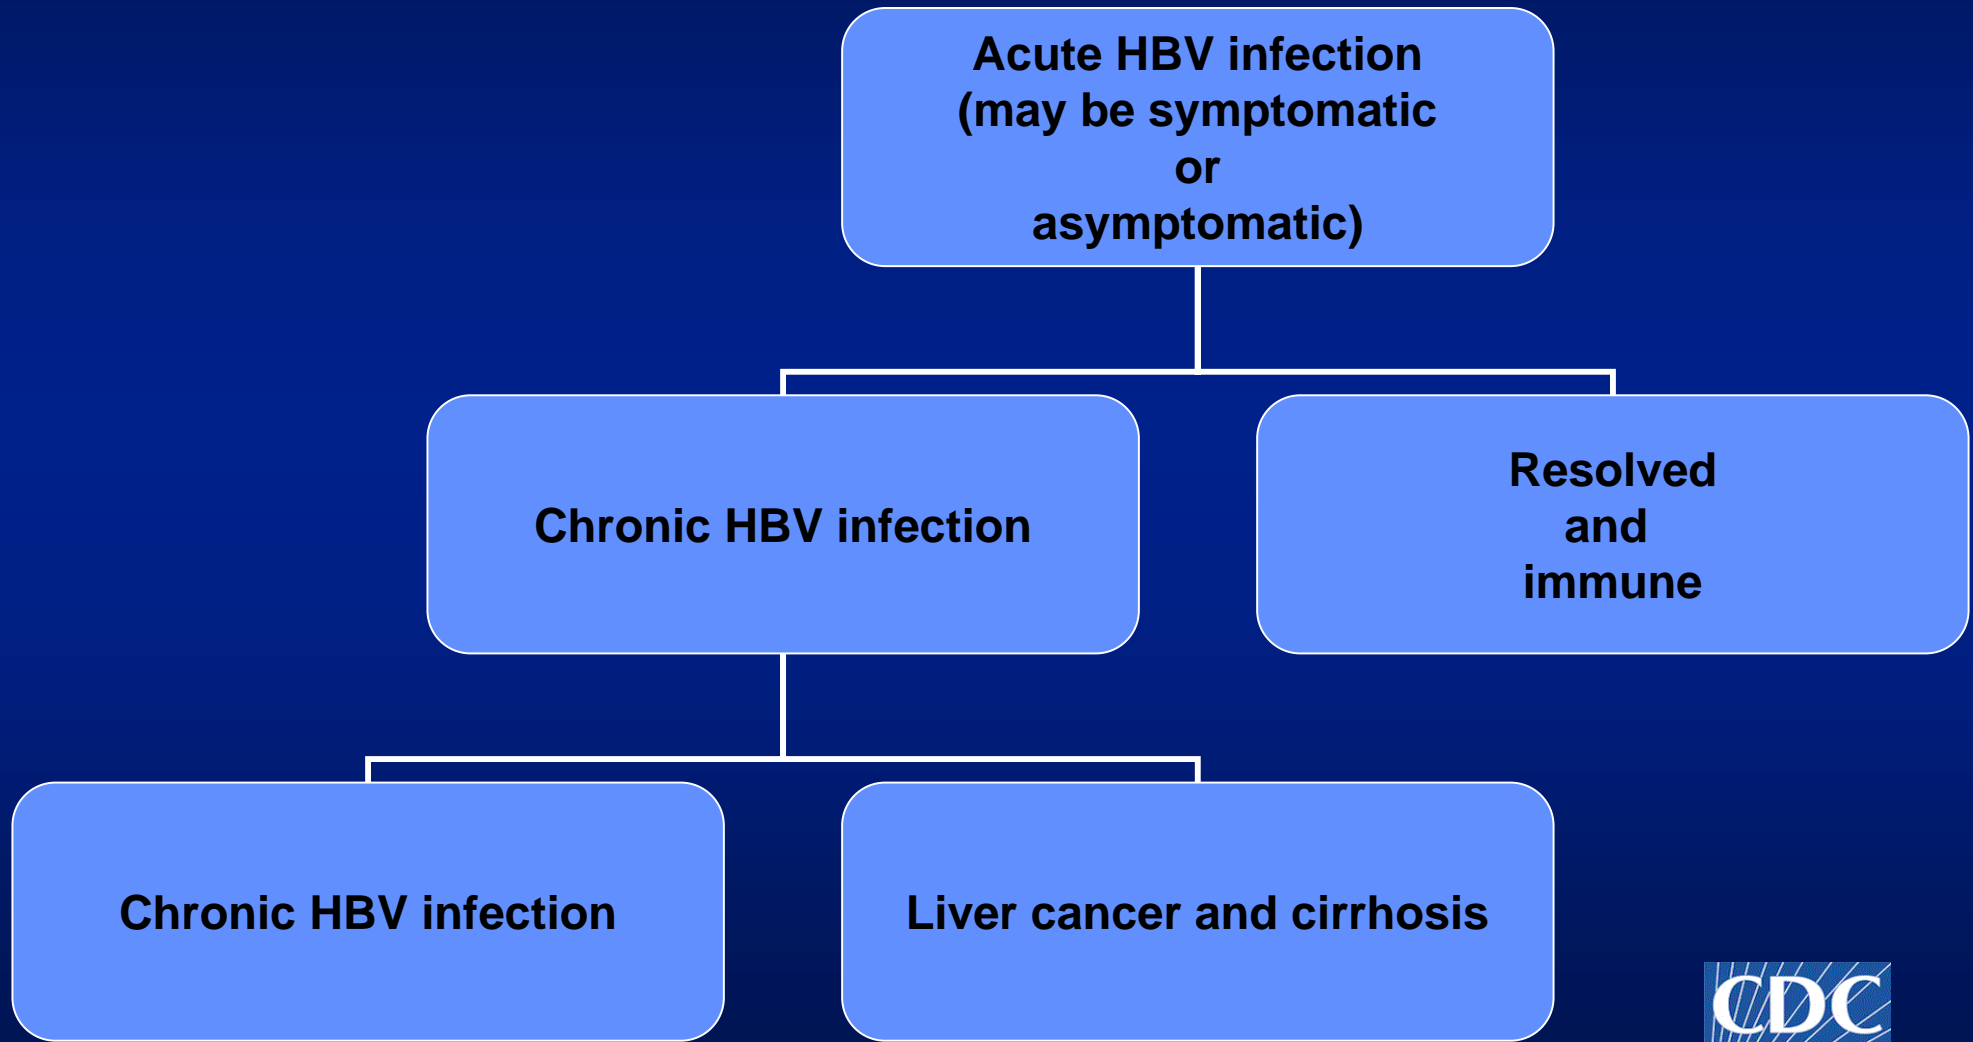 Acute HBV infection
(may be symptomatic
or
asymptomatic)
Chronic HBV infection
Resolved
and
immune
Chronic HBV infection
Liver cancer and cirrhosis
CDC